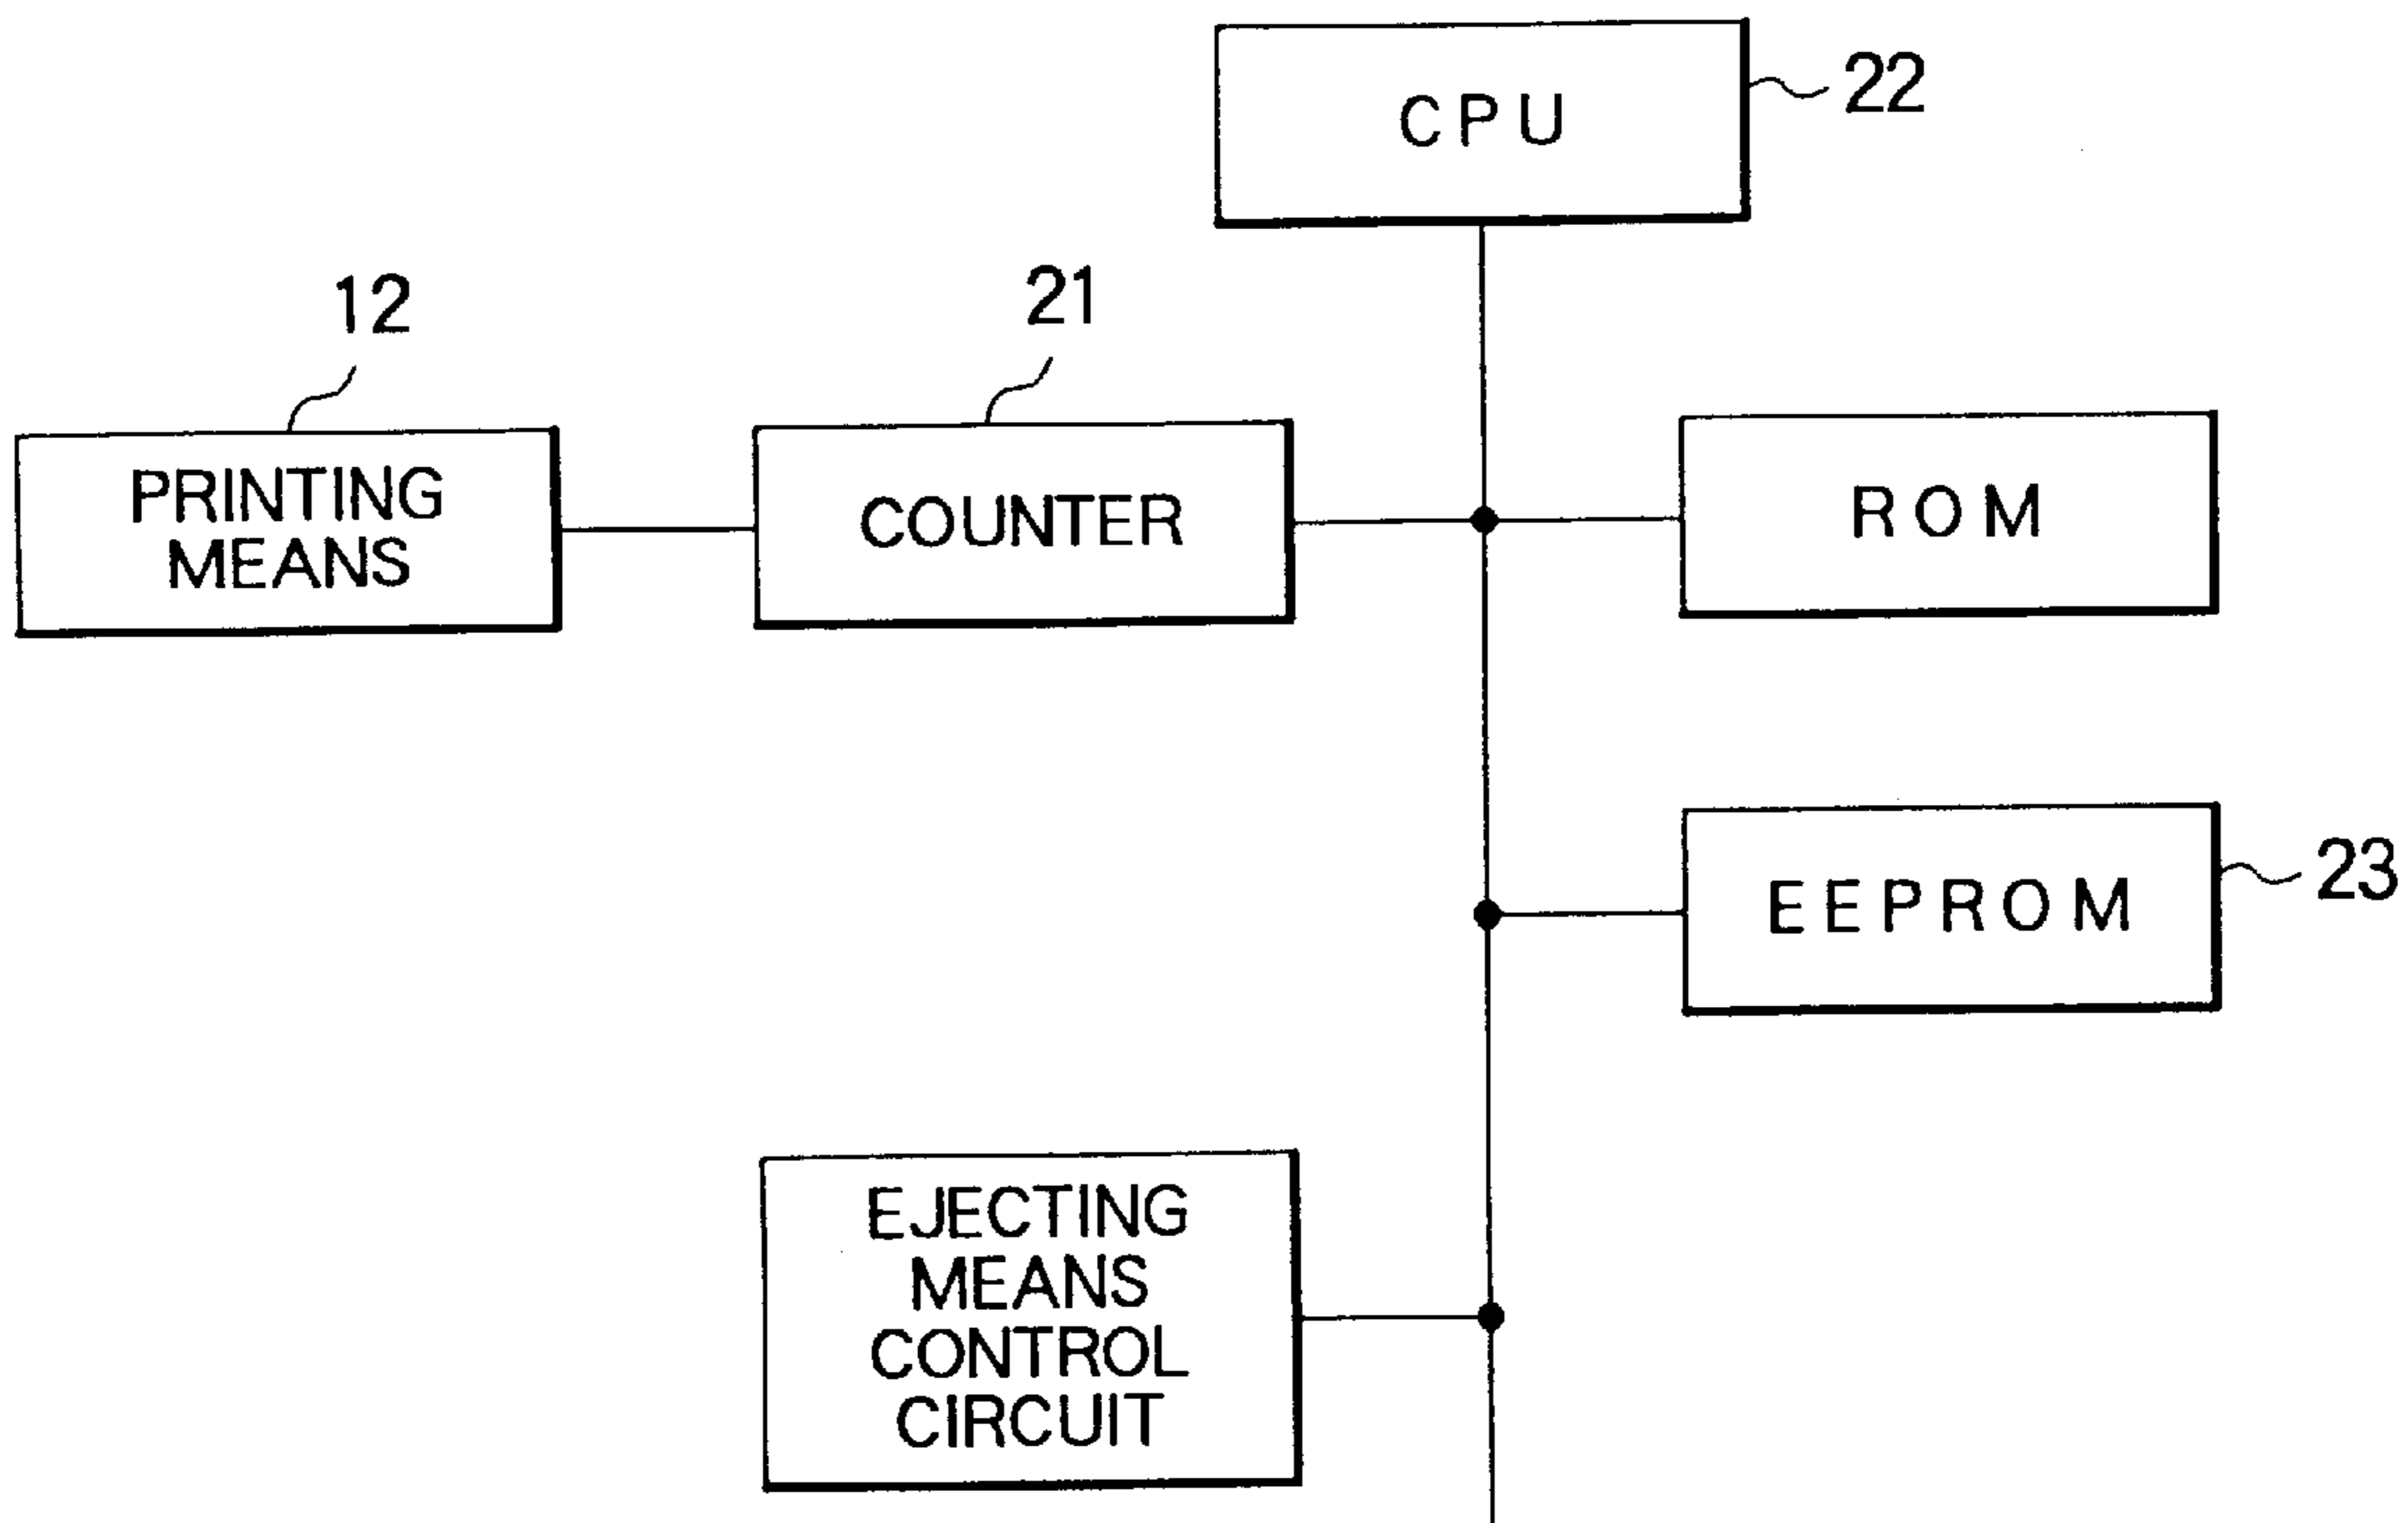 CPU
22
12
21
PRINTING
MEANS
COUNTER
ROM
EEPROM
23
EJECTING
MEANS
CONTROL
CIRCUIT